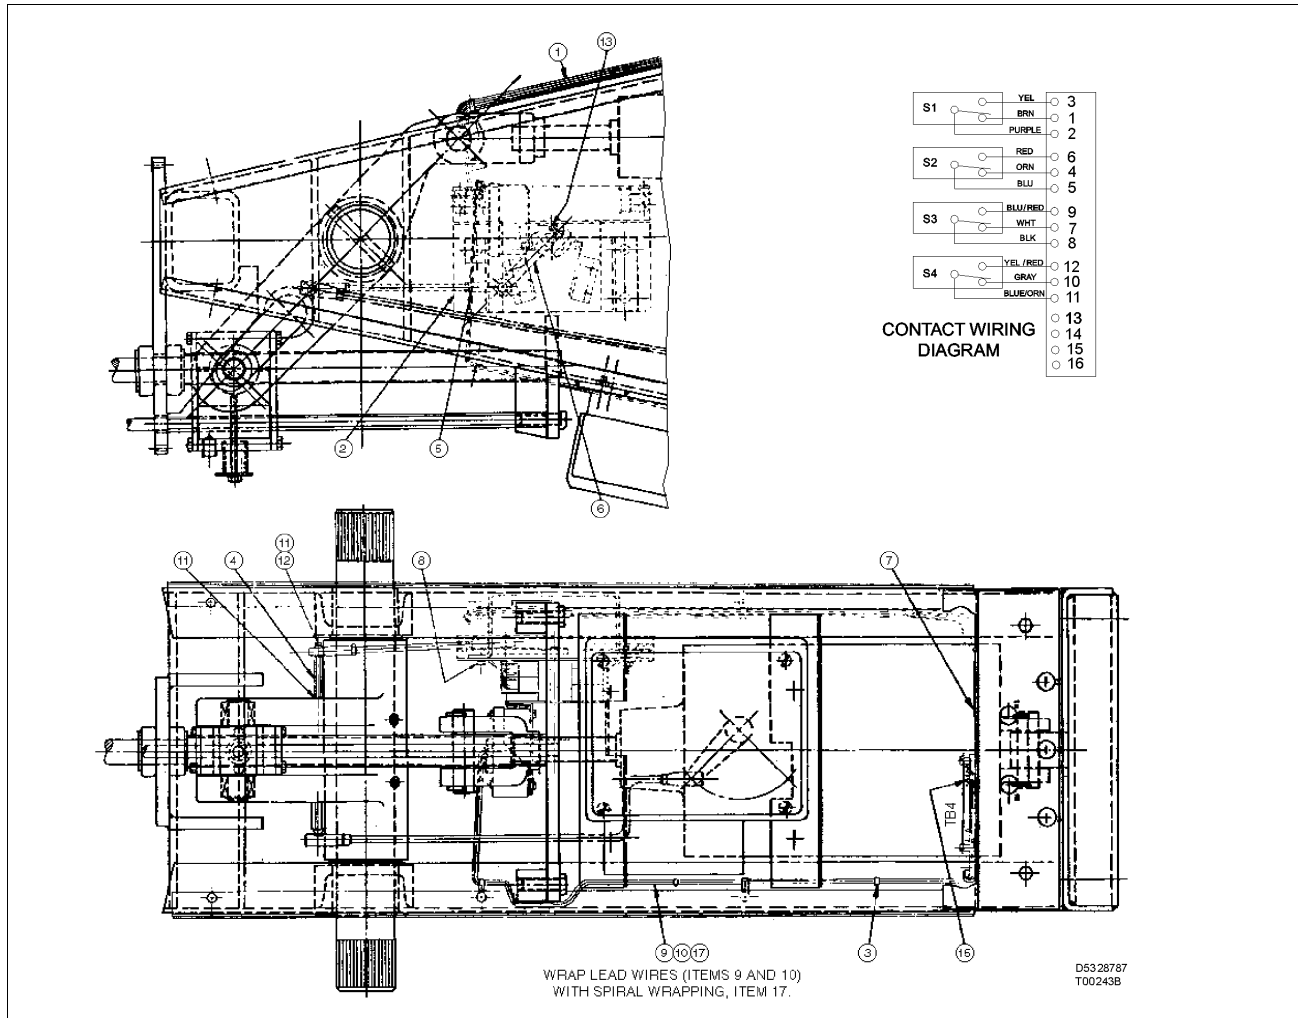 1
13
2
5
6
S1
YEL 3
BRN 1
PURPLE 2
S2
RED 6
ORN 4
BLU 5
S3
BLU/RED 9
WHT 7
BLK 8
S4
YEL /RED 12
GRAY 10
BLUE/ORN 11
13
14
15
16
CONTACT WIRING
DIAGRAM
11
11
4
12
8
7
TB4
9 10 17
3
15
WRAP LEAD WIRES (ITEMS 9 AND 10)
WITH SPIRAL WRAPPING, ITEM 17.
D5328787
T00243B